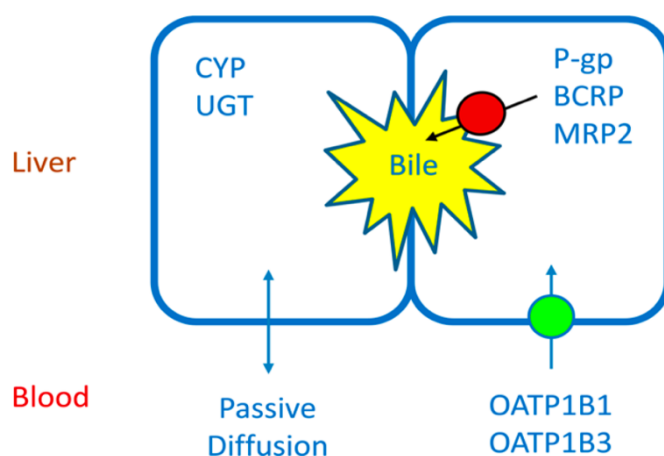 CYP
UGT
P-gp
BCRP
MRP2
Bile
Liver
Blood
Passive
Diffusion
OATP1B1
OATP1B3